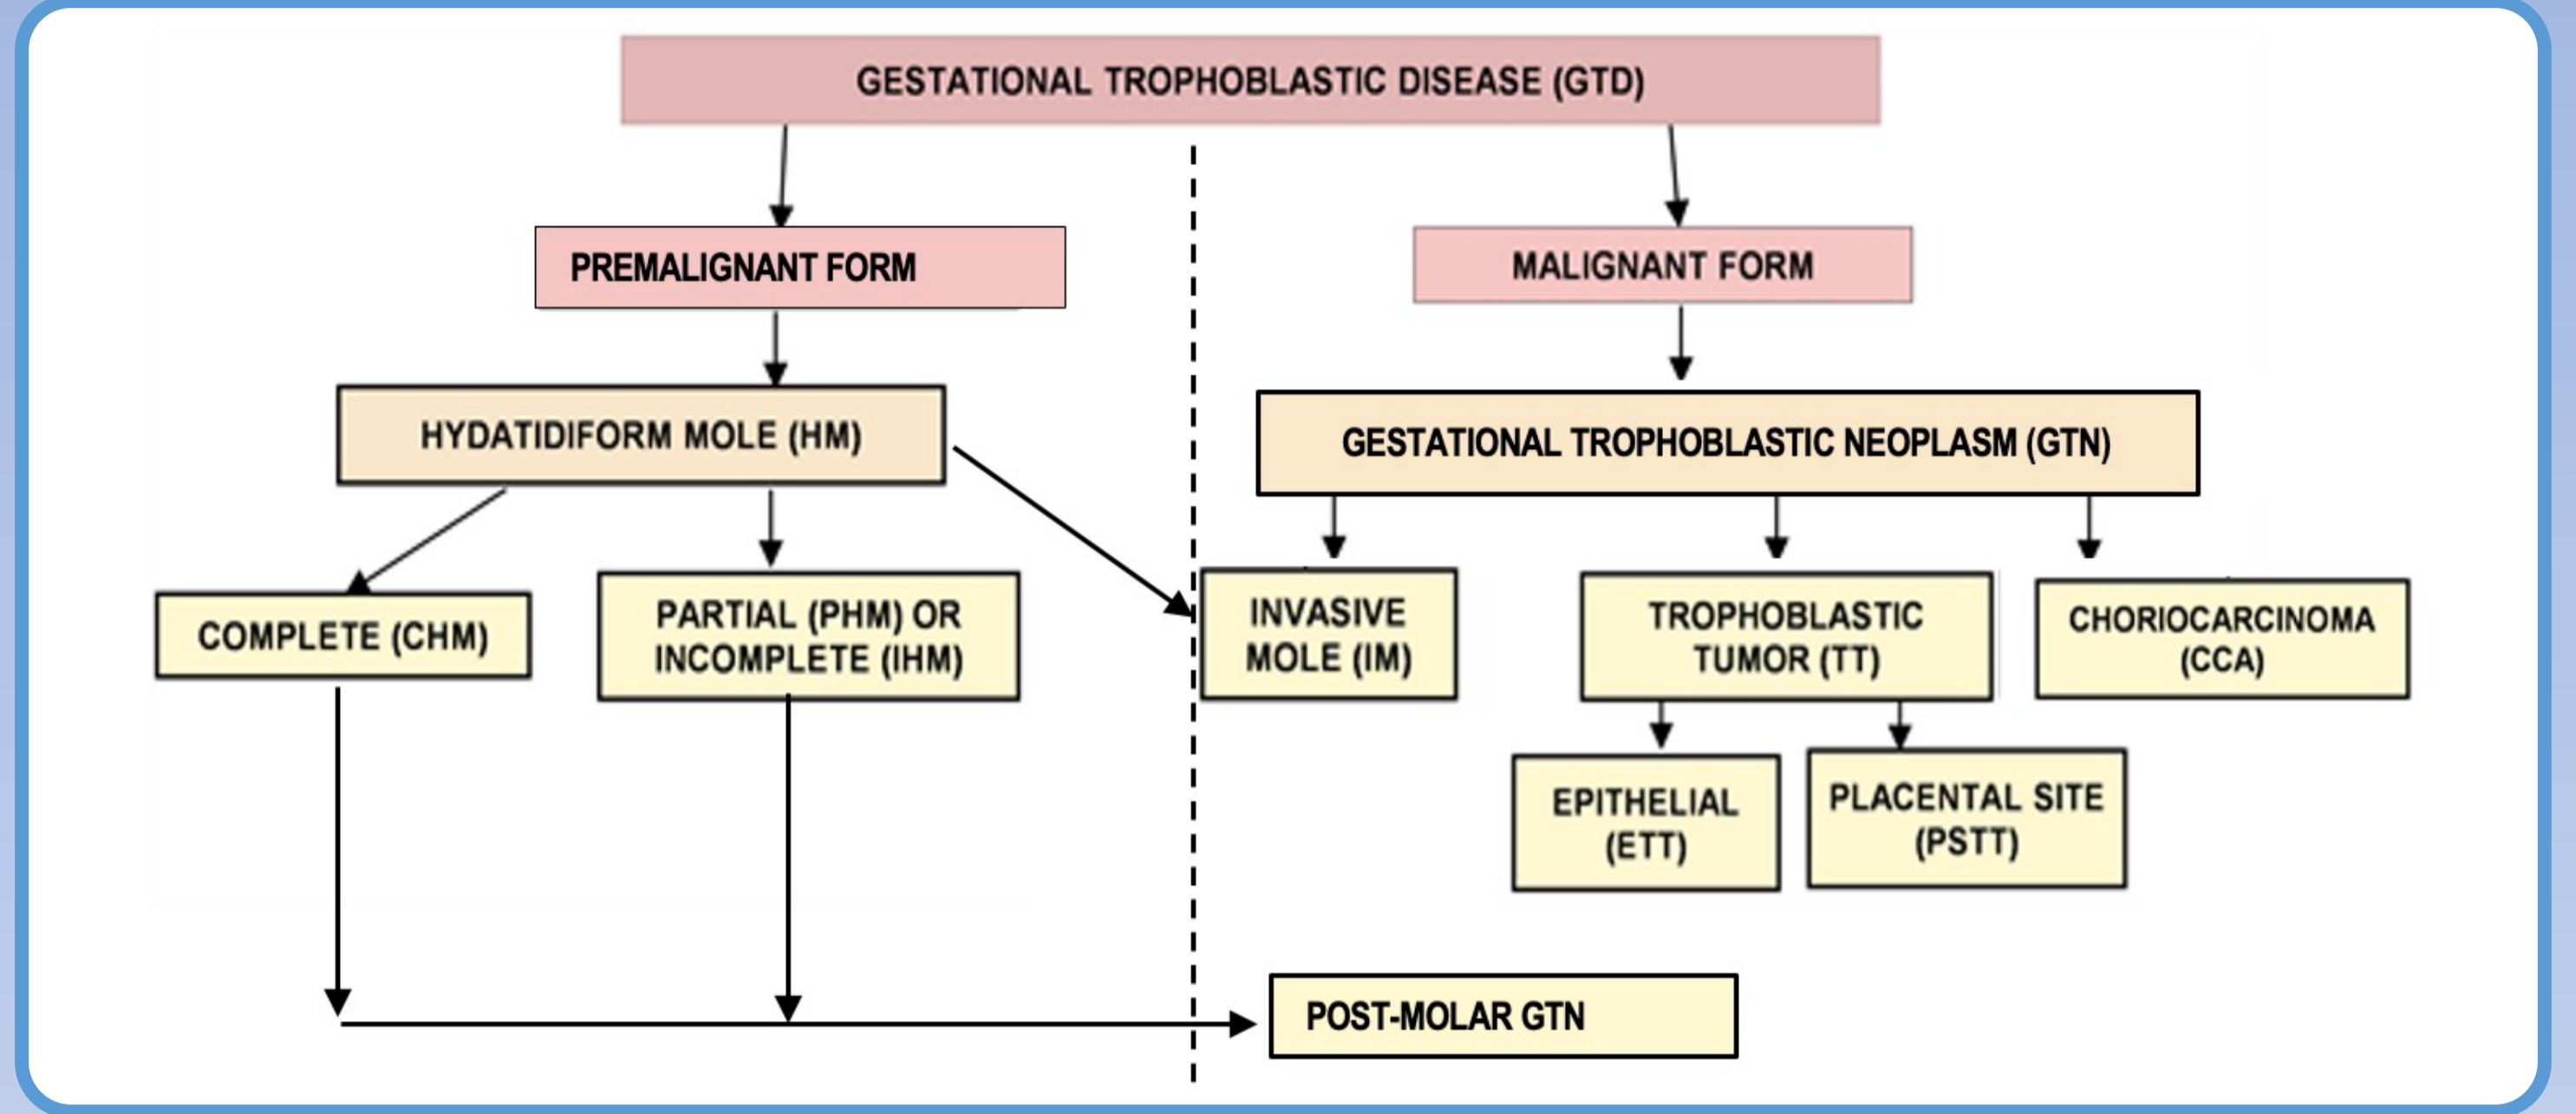 GESTATIONAL TROPHOBLASTIC DISEASE (GTD)
PREMALIGNANT FORM
MALIGNANT FORM
HYDATIDIFORM MOLE (HM)
GESTATIONAL TROPHOBLASTIC NEOPLASM (GTN)
COMPLETE (CHM)
PARTIAL (PHM) OR
INCOMPLETE (IHM)
INVASIVE
MOLE (IM)
TROPHOBLASTIC
TUMOR (TT)
CHORIOCARCINOMA
(CCA)
EPITHELIAL
(ETT)
PLACENTAL SITE
(PSTT)
POST-MOLAR GTN